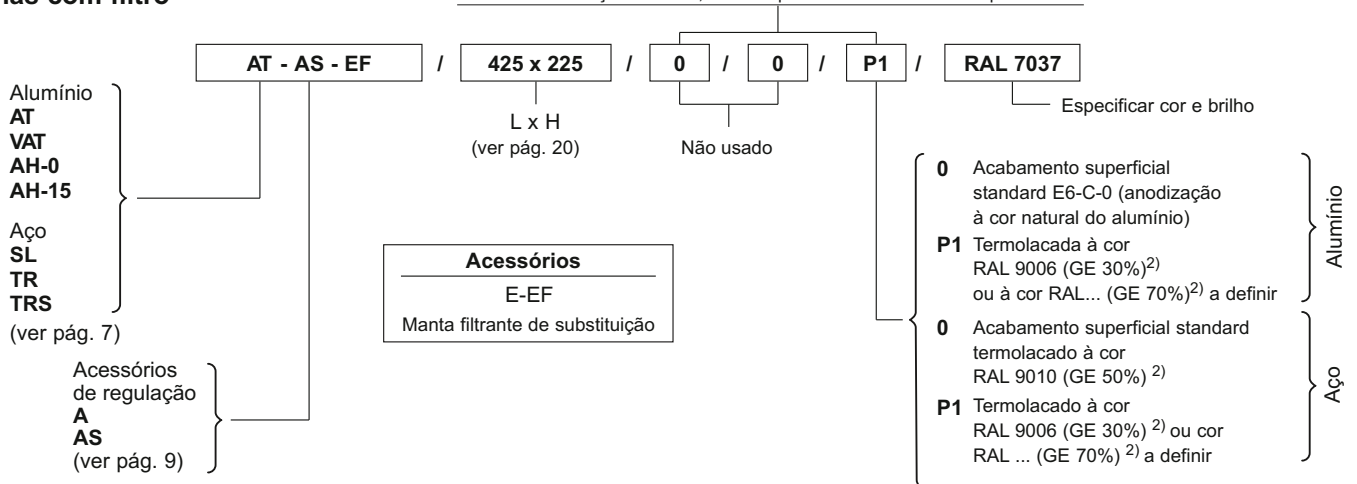 com filtro
AT - AS - EF / 425 x 225 / 0 / 0 / P1 / RAL 7037
Alumínio
AT
VAT
AH-0
AH-15
Aço
SL
TR
TRS
(ver pág. 7)
Acessórios
de regulação
A
AS
(ver pág. 9)
L x H
(ver pág. 20)
Não usado
Especificar cor e brilho
Acessórios
E-EF
Manta filtrante de substituição
0 Acabamento superficial
standard E6-C-0 (anodização
à cor natural do alumínio)
P1 Termolacada à cor
RAL 9006 (GE 30%)2)
ou à cor RAL... (GE 70%)2) a definir
Alumínio
0 Acabamento superficial standard
termolacado à cor
RAL 9010 (GE 50%) 2)
P1 Termolacado à cor
RAL 9006 (GE 30%) 2) ou cor
RAL ... (GE 70%) 2) a definir
Aço